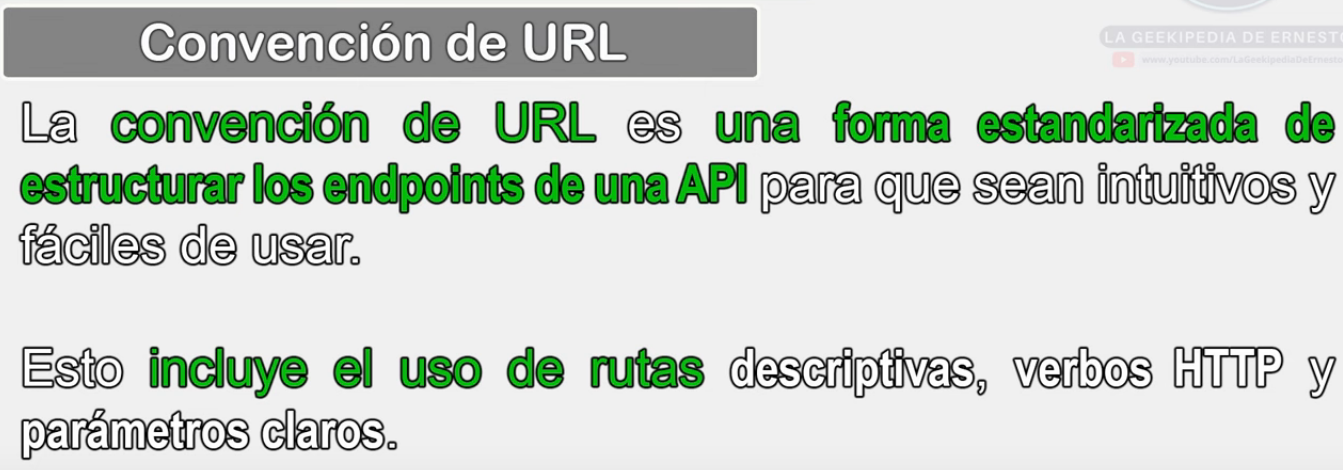 Convención de URL
LA GEEKIPEDIA DE ERNESTO
www.youtube.com/LaGeekipediaDeErnesto
La convención de URL es una forma estandarizada de
estructurar los endpoints de una API para que sean intuitivos y
fáciles de usar.
Esto incluye el uso de rutas descriptivas, verbos HTTP y
parámetros claros.